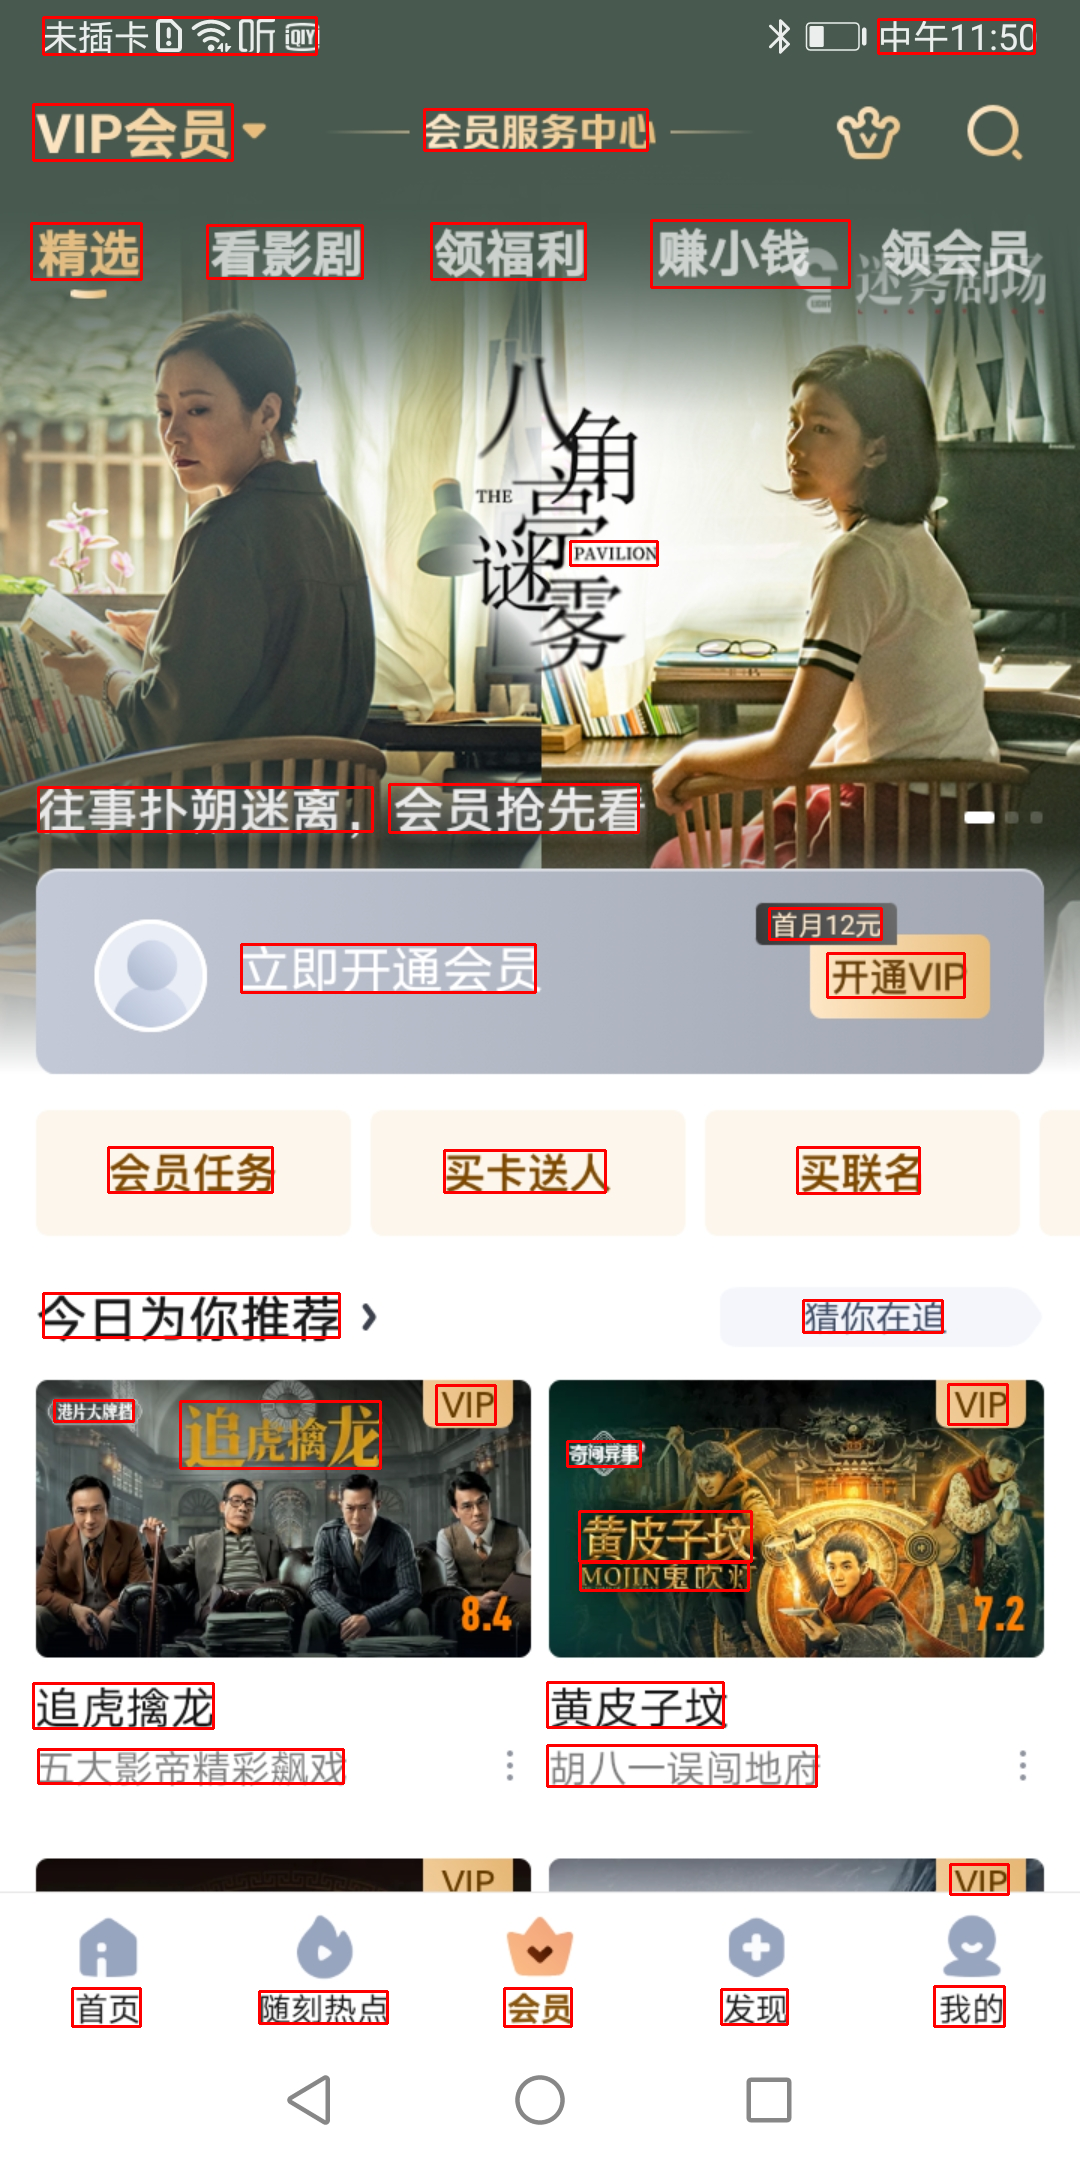 未插卡 听 iQIY 中午11:50
VIP会员 会员服务中心
精选 看影剧 领福利 赚小钱 领会员
迷雾剧场
八角亭谜雾
THE PAVILION
往事扑朔迷离，会员抢先看
首月12元
立即开通会员 开通VIP
会员任务 买卡送人 买联名
今日为你推荐 猜你在追
港片大牌档 追虎擒龙 VIP
8.4
奇闻异事 VIP
黄皮子坟
MOJIN鬼吹灯
7.2
追虎擒龙 黄皮子坟
五大影帝精彩飙戏 胡八一误闯地府
VIP VIP
首页 随刻热点 会员 发现 我的